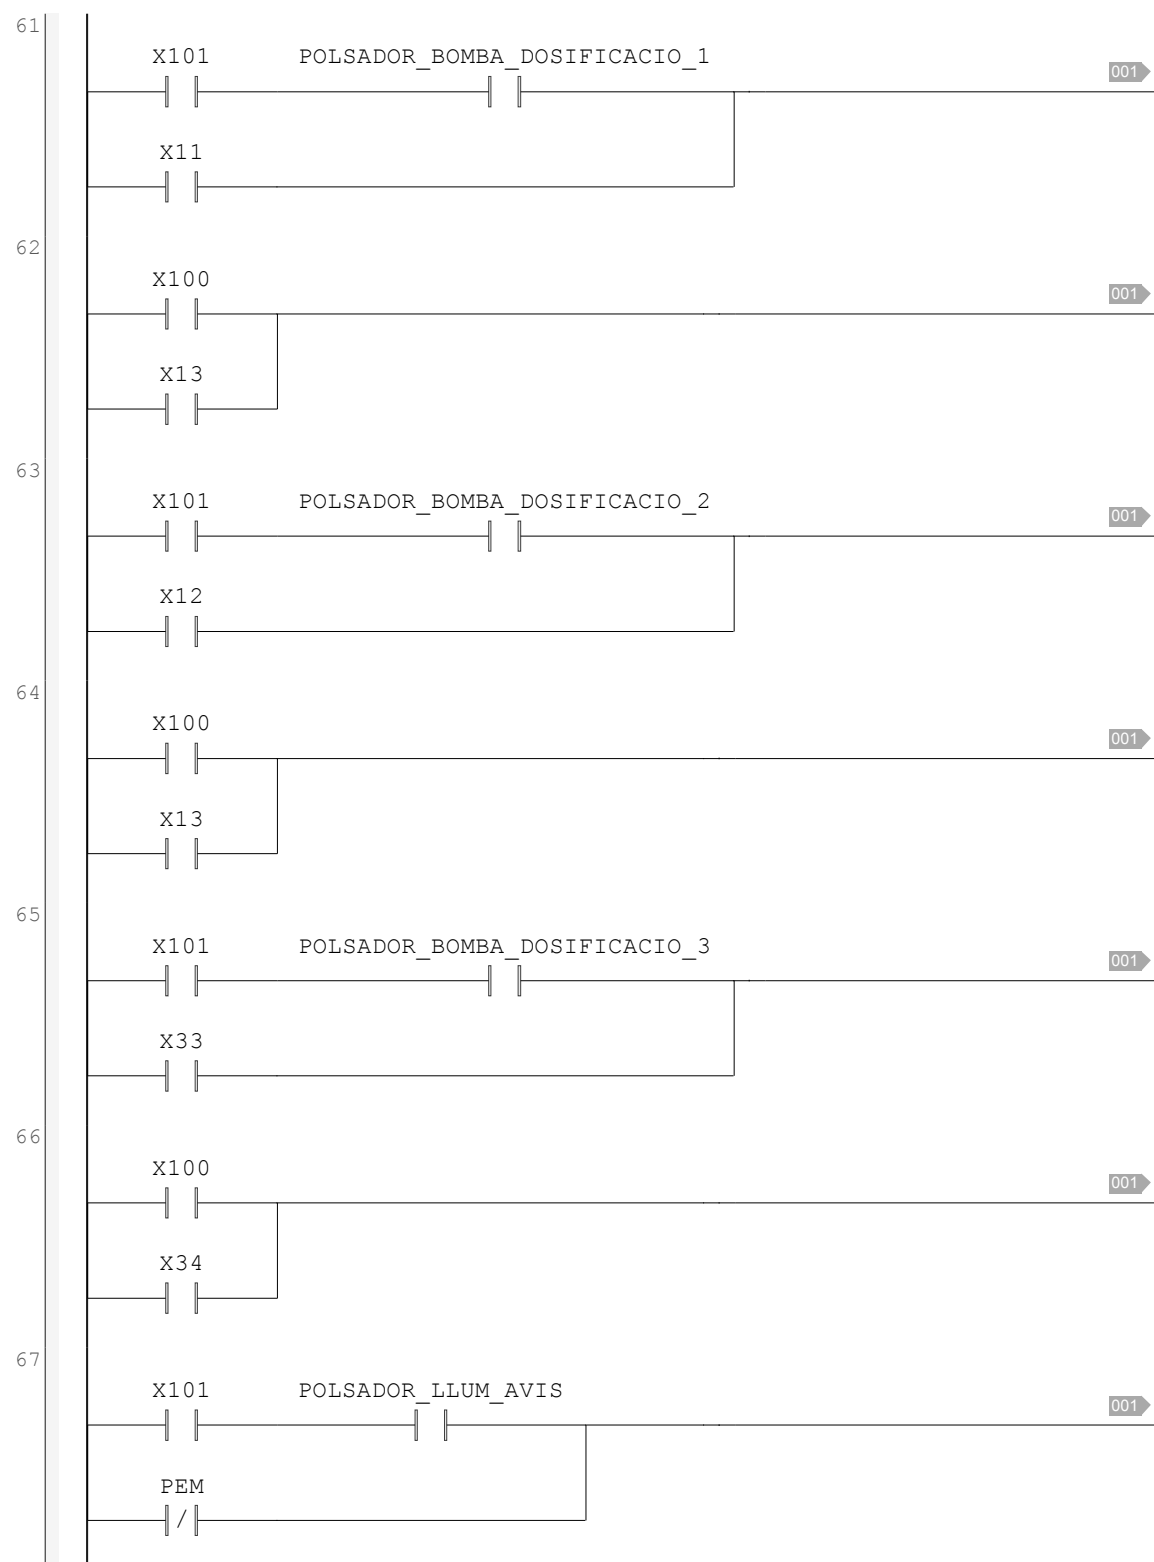 61
X101 POLSADOR_BOMBA_DOSIFICACIO_1
001
X11
62
X100
001
X13
63
X101 POLSADOR_BOMBA_DOSIFICACIO_2
001
X12
64
X100
001
X13
65
X101 POLSADOR_BOMBA_DOSIFICACIO_3
001
X33
66
X100
001
X34
67
X101 POLSADOR_LLUM_AVIS
001
PEM
/